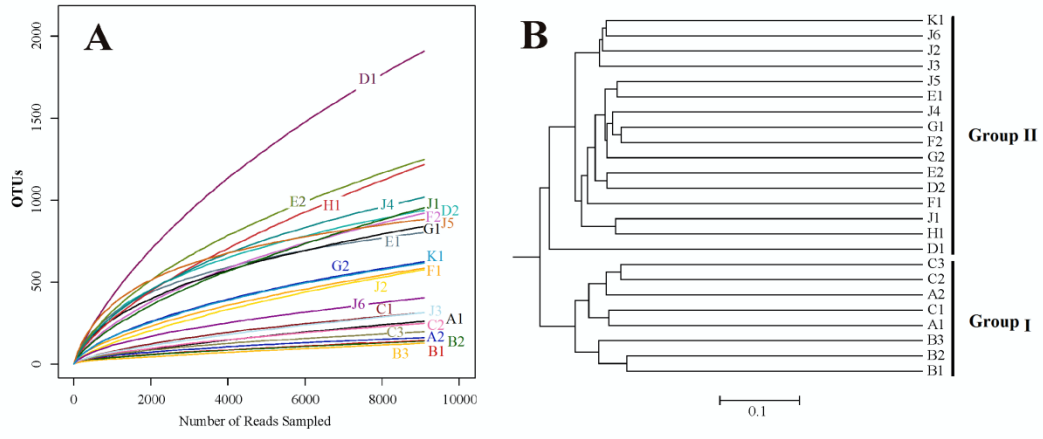 A
2000
1500
1000
500
0
OTUs
D1
E2
H1
J4
J1
D2
F2
J5
G1
E1
K1
G2
F1
J2
J6
J3
C1
A1
C2
C3
A2
B2
B1
B3
0 2000 4000 6000 8000 10000
Number of Reads Sampled
B
K1
J6
J2
J3
J5
E1
J4
G1
F2
G2
E2
D2
F1
J1
H1
D1
C3
C2
A2
C1
A1
B3
B2
B1
Group II
Group I
0.1